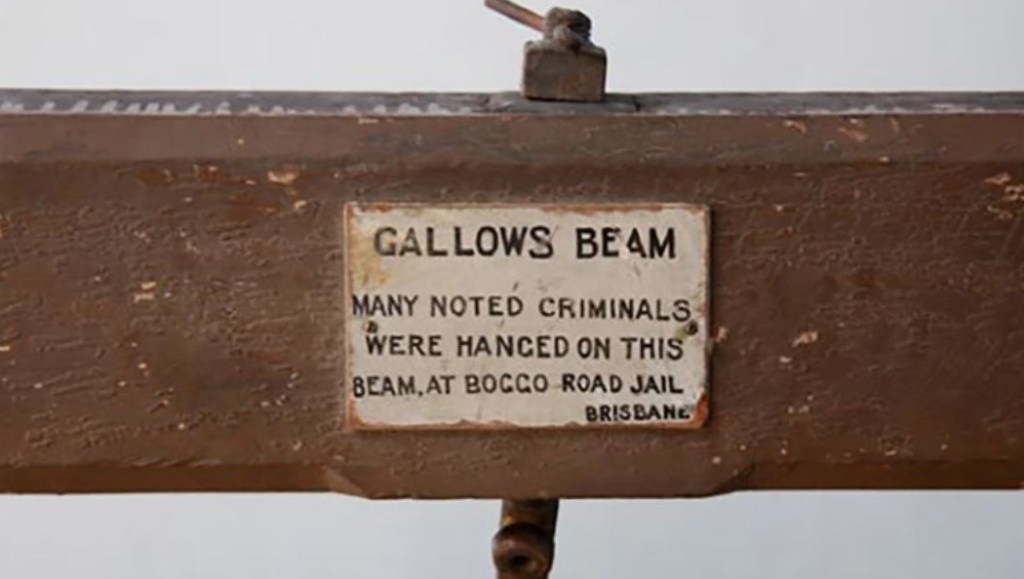 GALLOWS BEAM
MANY NOTED CRIMINALS
WERE HANGED ON THIS
BEAM, AT BOGGO ROAD JAIL
BRISBANE